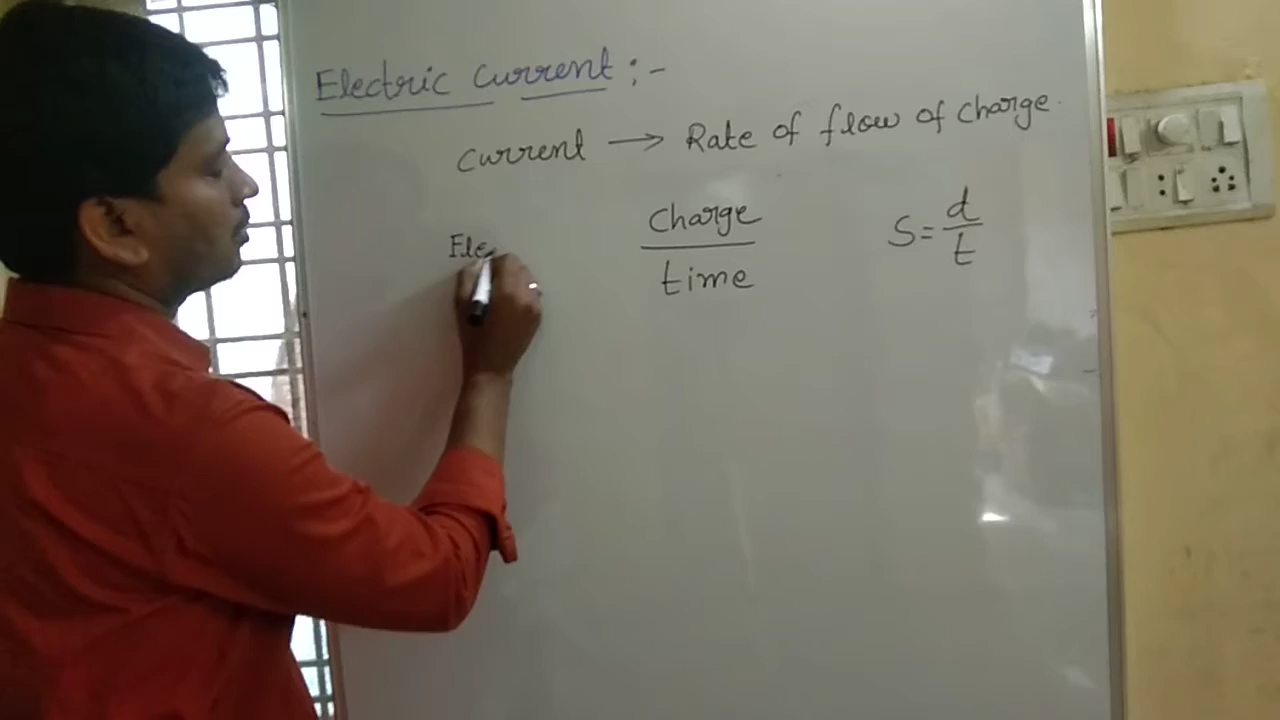 Electric Current :-
Current → Rate of flow of charge.
Ele
Charge
time
S = d
t